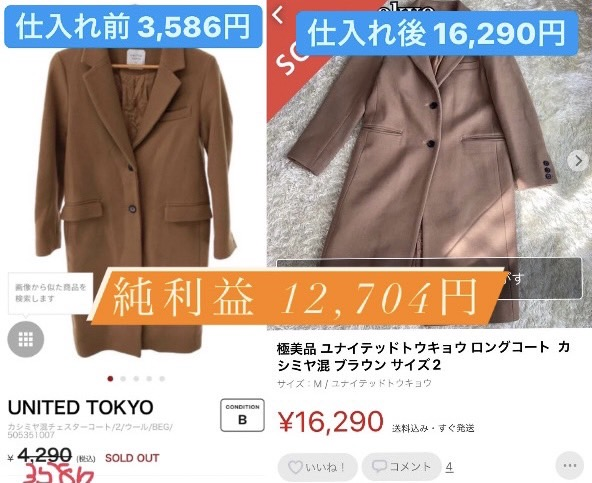 仕入れ前 3,586円
仕入れ後 16,290円
画像から似た商品を
検索します
純利益 12,704円
UNITED TOKYO
カシミヤ混チェスターコート/2/ウール/BEG/
505351007
CONDITION
B
¥ 4,290 (税込) SOLD OUT
3586
極美品 ユナイテッドトウキョウ ロングコート カ
シミヤ混 ブラウン サイズ2
サイズ：M / ユナイテッドトウキョウ
¥16,290 送料込み・すぐ発送
いいね！ コメント 4